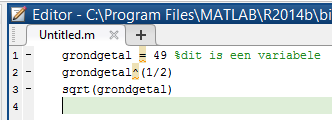 Editor - C:\Program Files\MATLAB\R2014b\bi
Untitled.m × +
1 - grondgetal = 49 %dit is een variabele
2 - grondgetal^(1/2)
3 - sqrt(grondgetal)
4